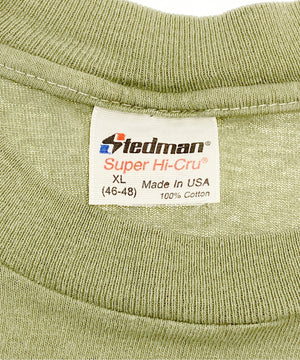 Stedman
Super Hi-Cru®
XL
(46-48)
Made In USA
100% Cotton